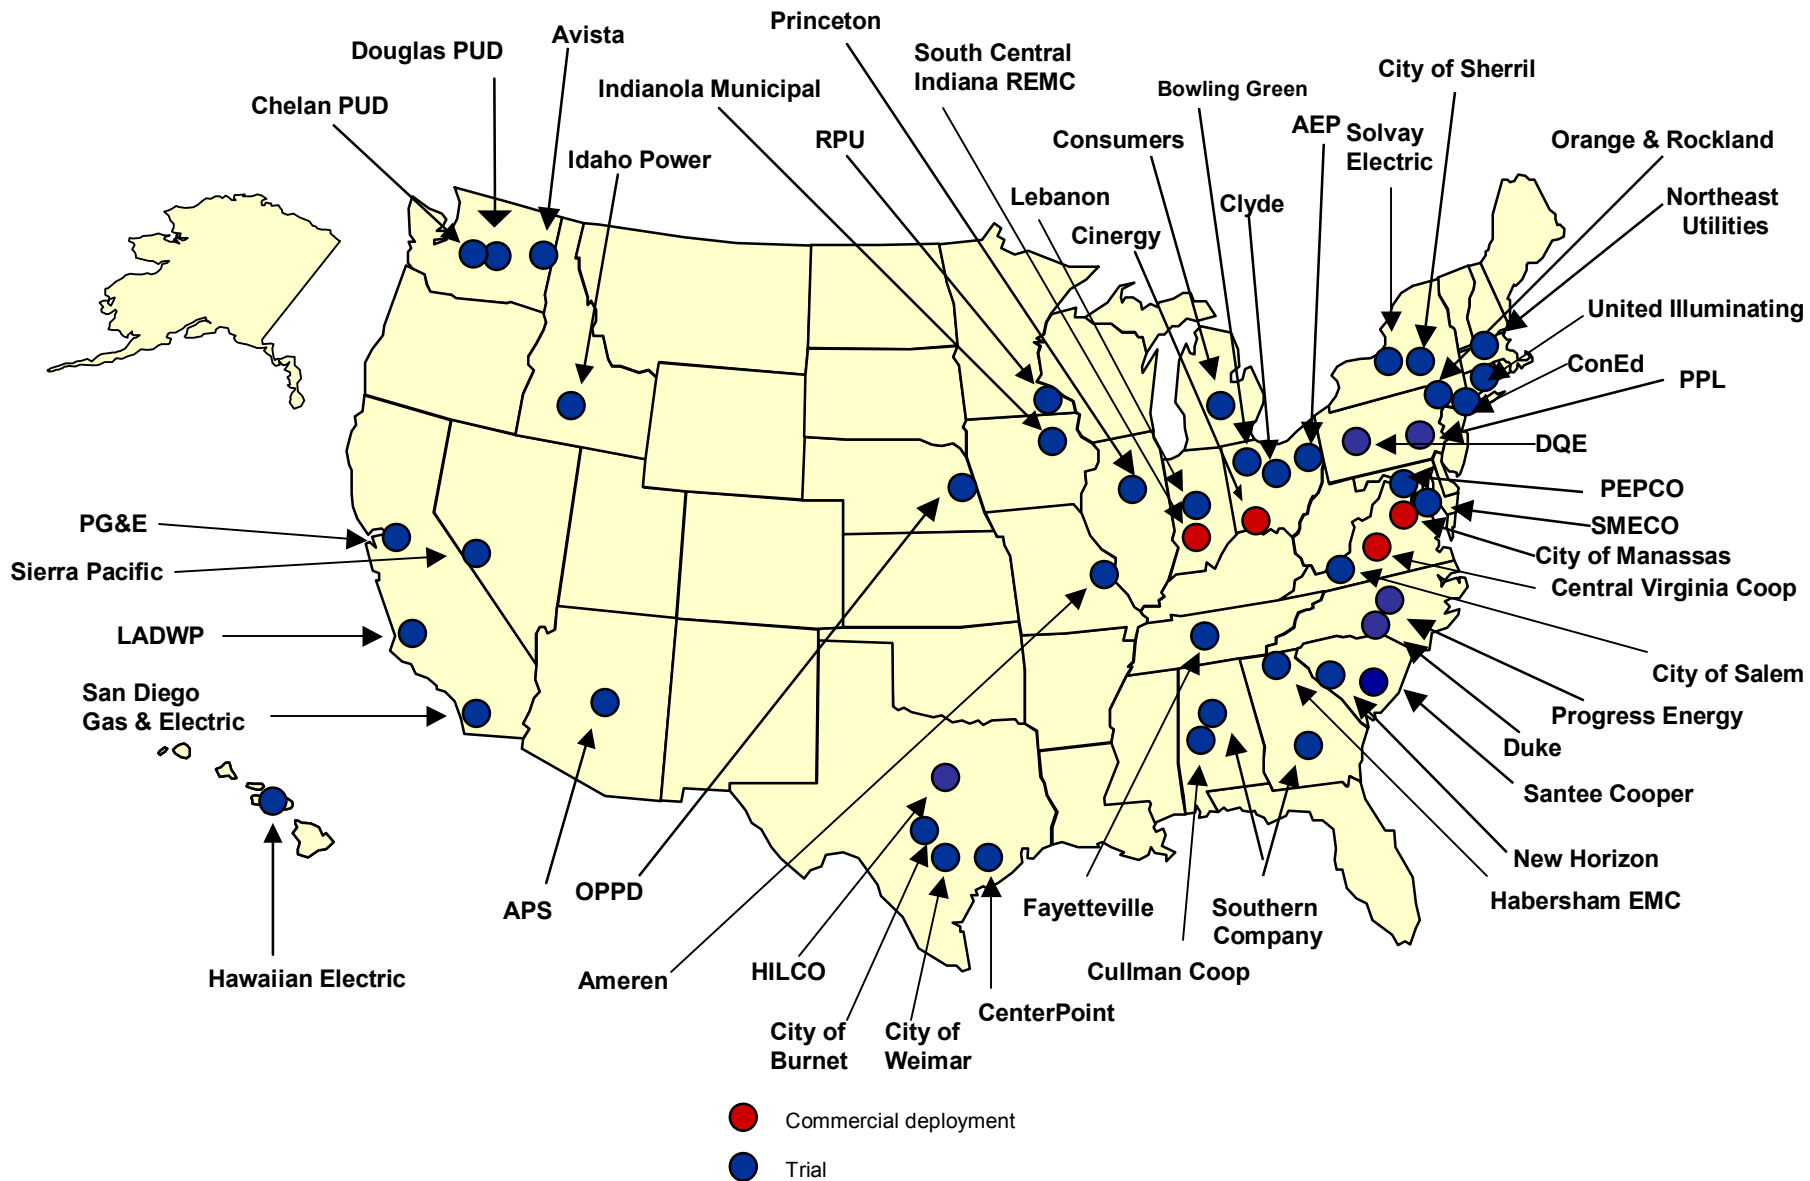 Princeton
Avista
Douglas PUD
South Central
Indiana REMC
City of Sherril
Indianola Municipal
Bowling Green
Chelan PUD
AEP
Solvay
Electric
RPU
Consumers
Orange & Rockland
Idaho Power
Lebanon
Clyde
Northeast
Utilities
Cinergy
United Illuminating
ConEd
PPL
DQE
PEPCO
PG&E
SMECO
City of Manassas
Sierra Pacific
Central Virginia Coop
LADWP
City of Salem
San Diego
Gas & Electric
Progress Energy
Duke
Santee Cooper
New Horizon
OPPD
Habersham EMC
APS
Fayetteville
Southern
Company
Hawaiian Electric
Ameren
HILCO
Cullman Coop
CenterPoint
City of
Burnet
City of
Weimar
Commercial deployment
Trial